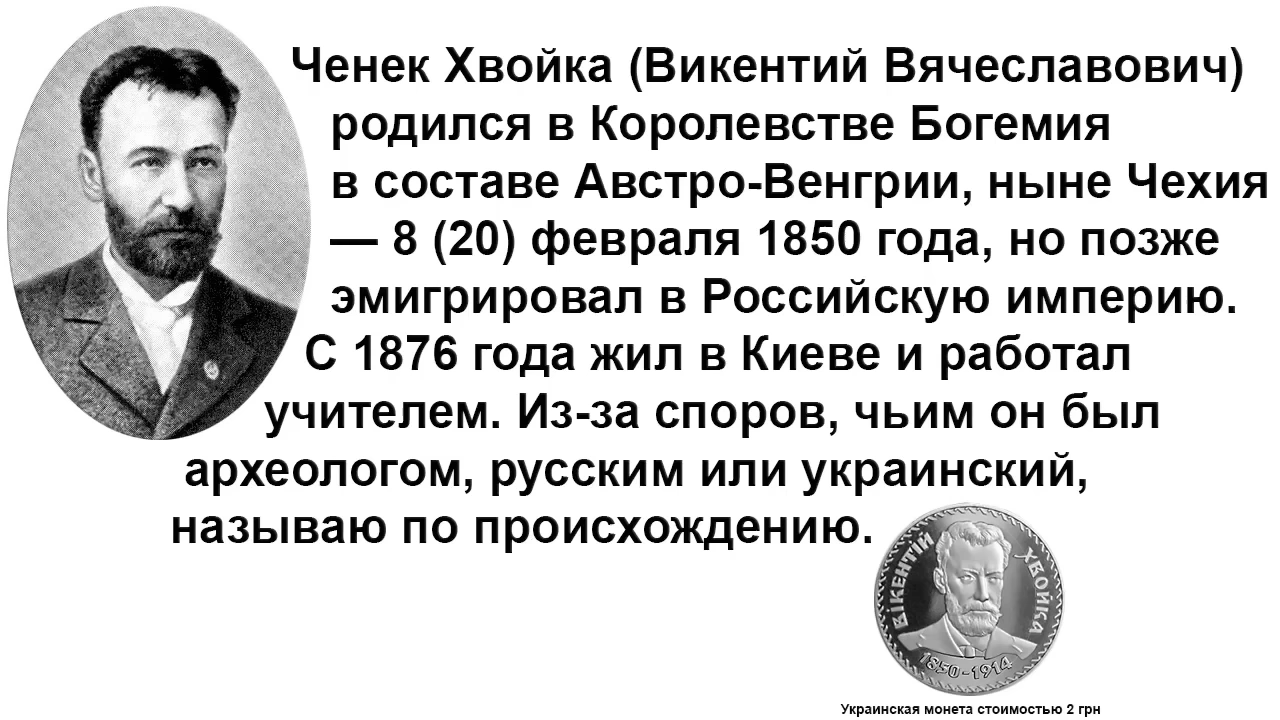 Ченек Хвойка (Викентий Вячеславович)
родился в Королевстве Богемия
в составе Австро-Венгрии, ныне Чехия
— 8 (20) февраля 1850 года, но позже
эмигрировал в Российскую империю.
С 1876 года жил в Киеве и работал
учителем. Из-за споров, чьим он был
археологом, русским или украинский,
называю по происхождению.
ВІКЕНТІЙ ХВОЙКА
1850-1914
Украинская монета стоимостью 2 грн